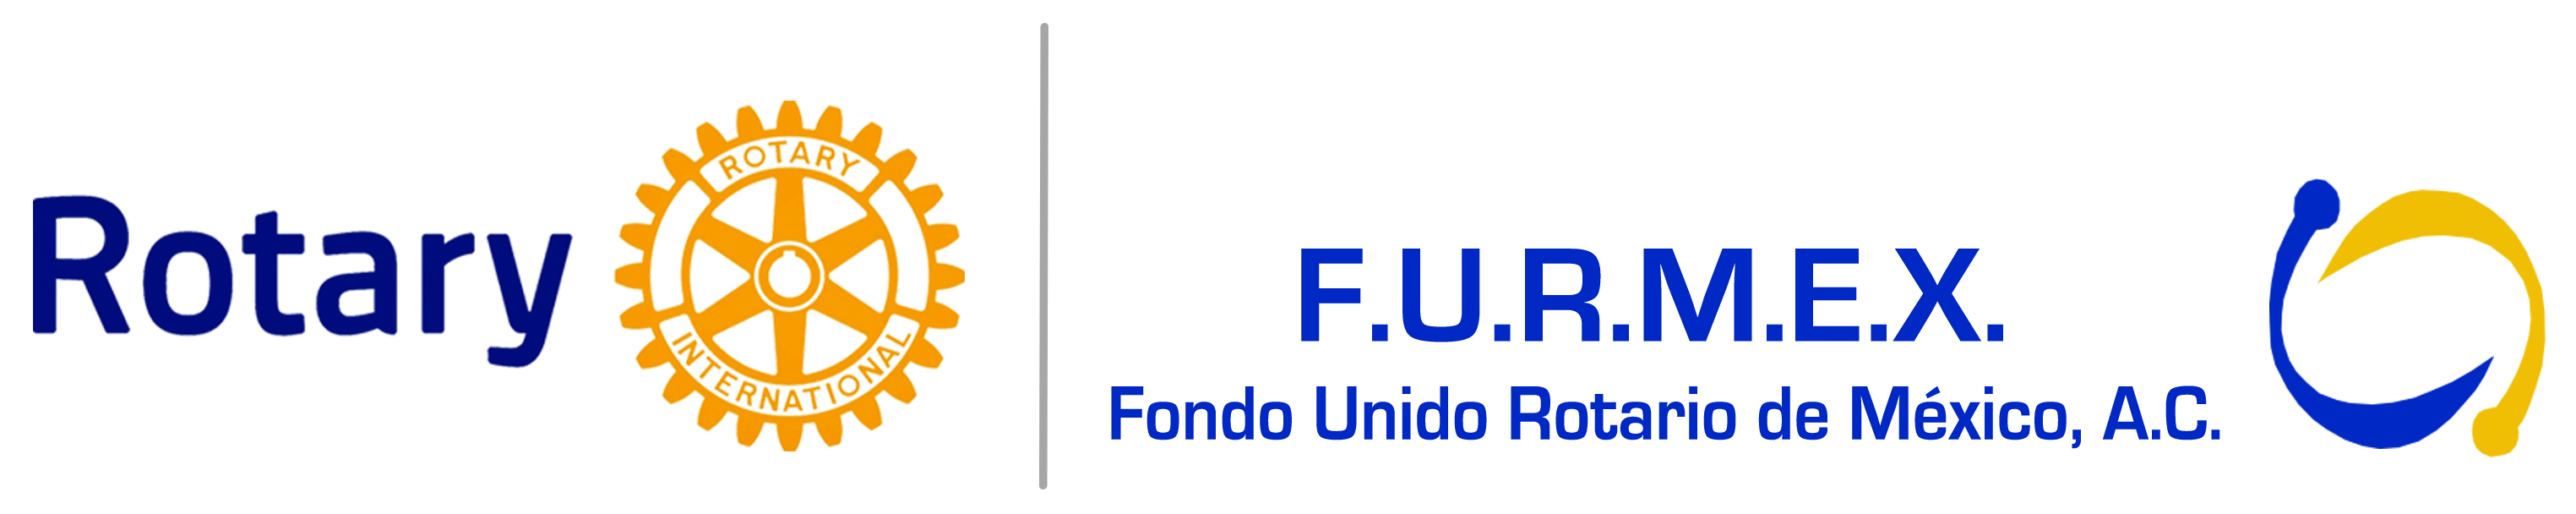 Rotary
ROTARY
INTERNATIONAL
F.U.R.M.E.X.
Fondo Unido Rotario de México, A.C.